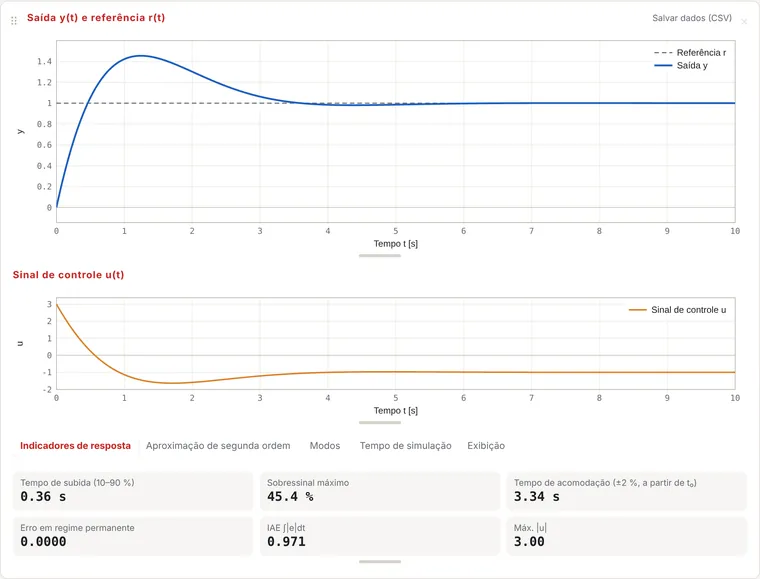 Saída y(t) e referência r(t)
Salvar dados (CSV)
×
Referência r
Saída y
1.4
1.2
1
0.8
0.6
0.4
0.2
0
y
0 1 2 3 4 5 6 7 8 9 10
Tempo t [s]
Sinal de controle u(t)
Sinal de controle u
3
2
1
0
-1
-2
u
0 1 2 3 4 5 6 7 8 9 10
Tempo t [s]
Indicadores de resposta Aproximação de segunda ordem Modos Tempo de simulação Exibição
Tempo de subida (10–90 %)
0.36 s
Sobressinal máximo
45.4 %
Tempo de acomodação (±2 %, a partir de t₀)
3.34 s
Erro em regime permanente
0.0000
IAE ∫|e|dt
0.971
Máx. |u|
3.00